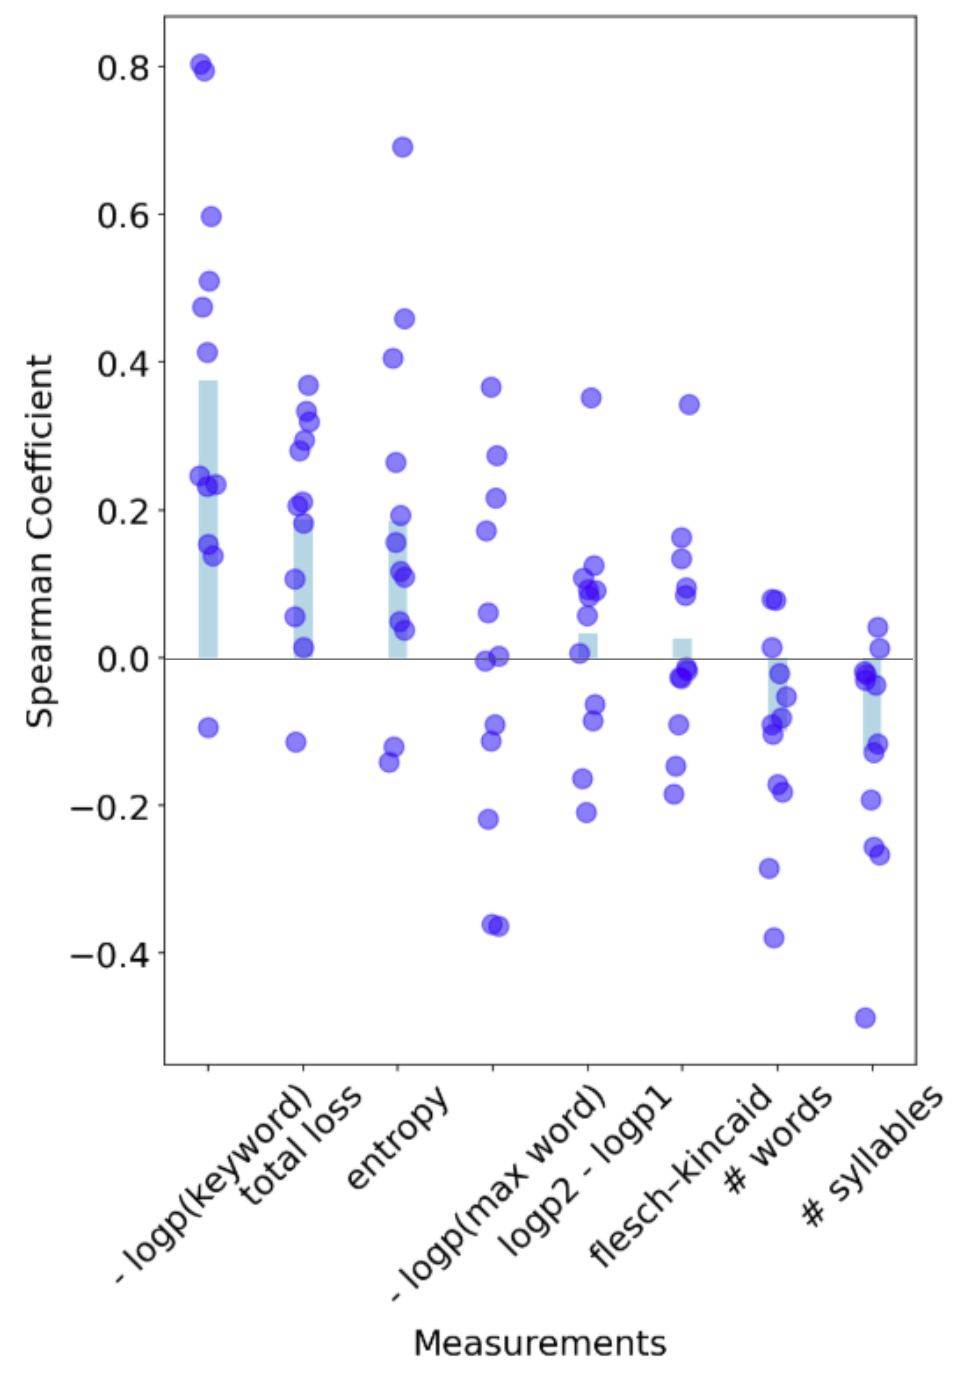 0.8
0.6
0.4
0.2
0.0
−0.2
−0.4
Spearman Coefficient
- logp(keyword)
total loss
entropy
- logp(max word)
logp2 - logp1
flesch-kincaid
# words
# syllables
Measurements